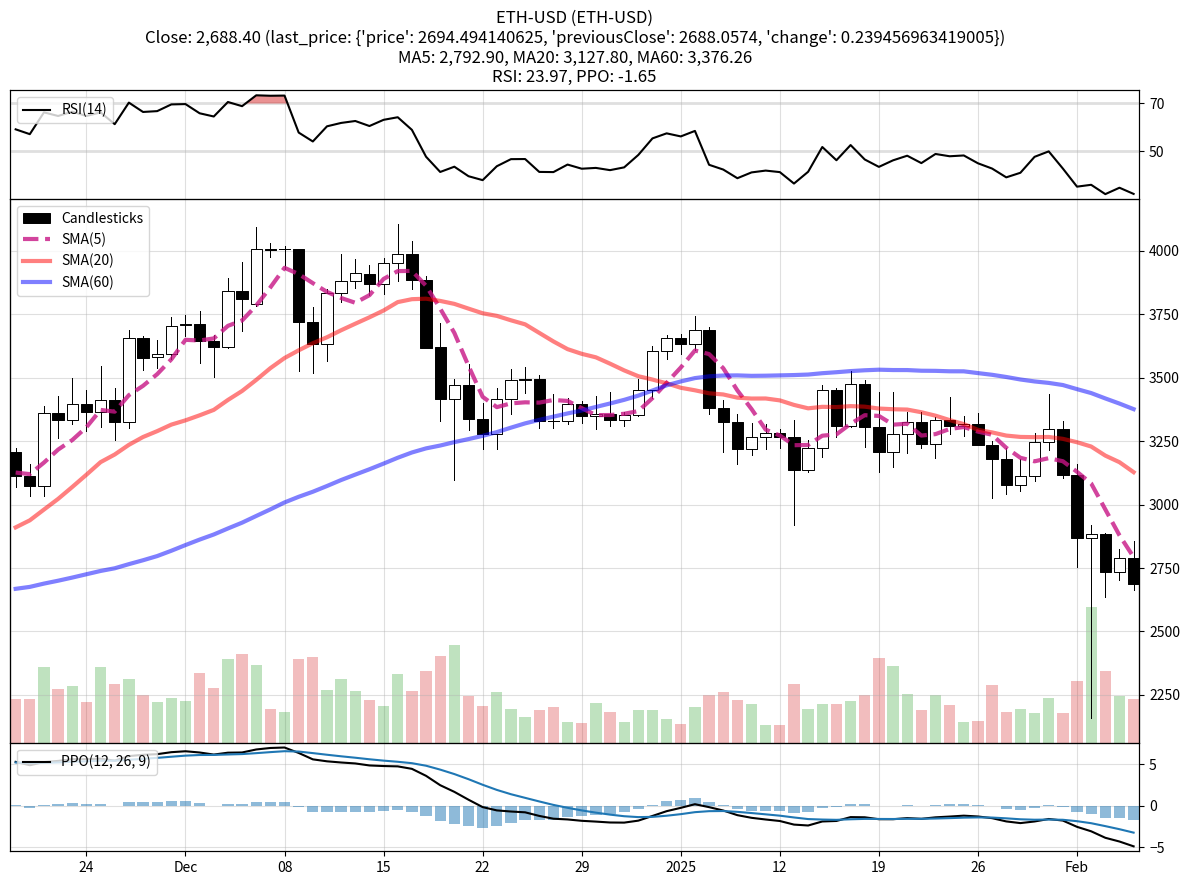 ETH-USD (ETH-USD)
Close: 2,688.40 (last_price: {'price': 2694.494140625, 'previousClose': 2688.0574, 'change': 0.239456963419005})
MA5: 2,792.90, MA20: 3,127.80, MA60: 3,376.26
RSI: 23.97, PPO: -1.65
RSI(14)
70
50
Candlesticks
SMA(5)
SMA(20)
SMA(60)
4000
3750
3500
3250
3000
2750
2500
2250
PPO(12, 26, 9)
5
0
−5
24
Dec
08
15
22
29
2025
12
19
26
Feb